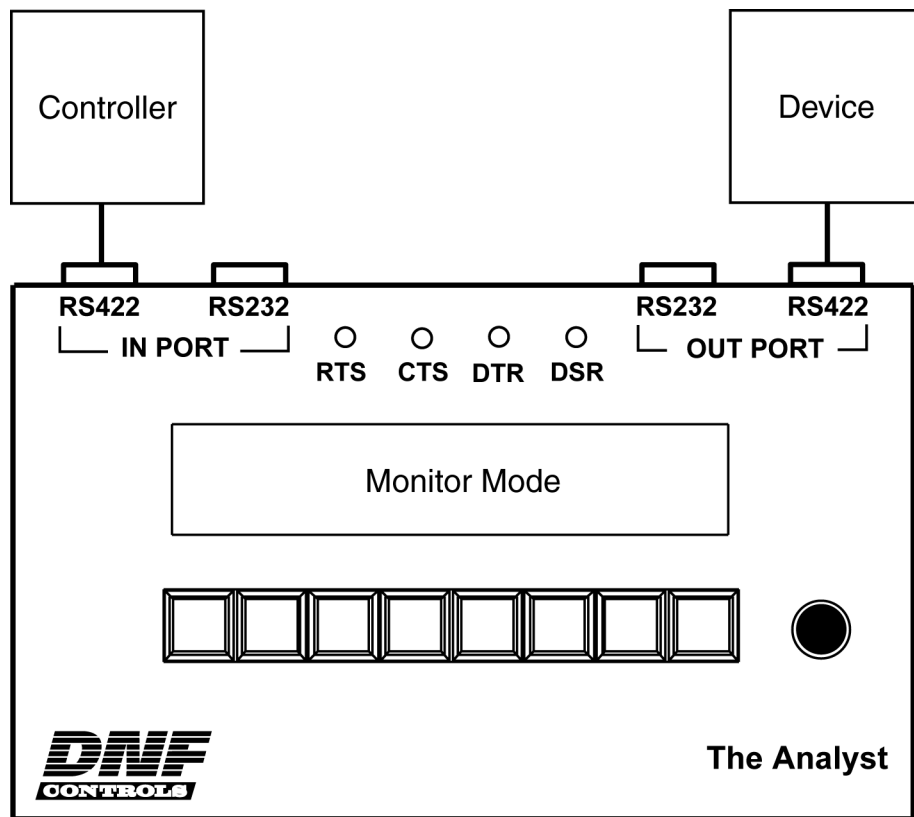 Controller
Device
RS422 RS232 RS232 RS422
IN PORT OUT PORT
RTS CTS DTR DSR
Monitor Mode
DNF
CONTROLS
The Analyst